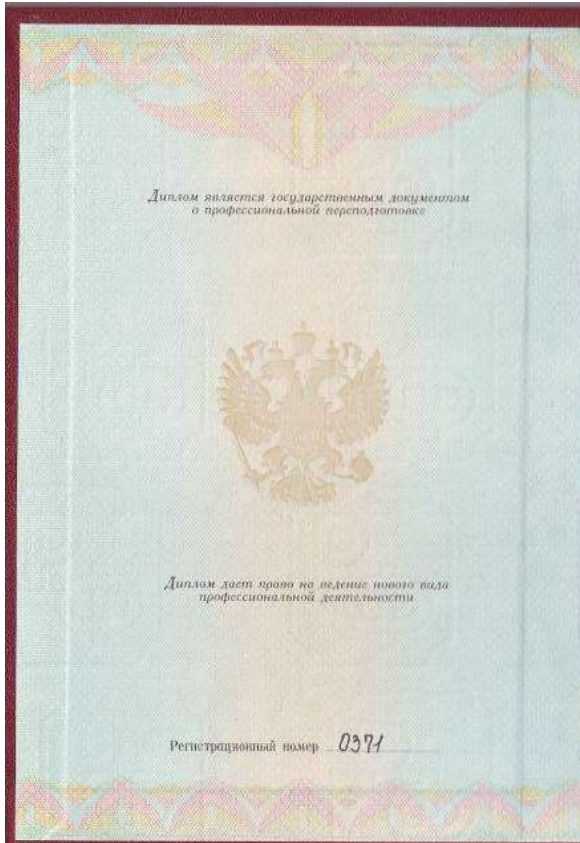 Диплом является государственным документом
о профессиональной переподготовке
Диплом дает право на ведение нового вида
профессиональной деятельности
Регистрационный номер 0371